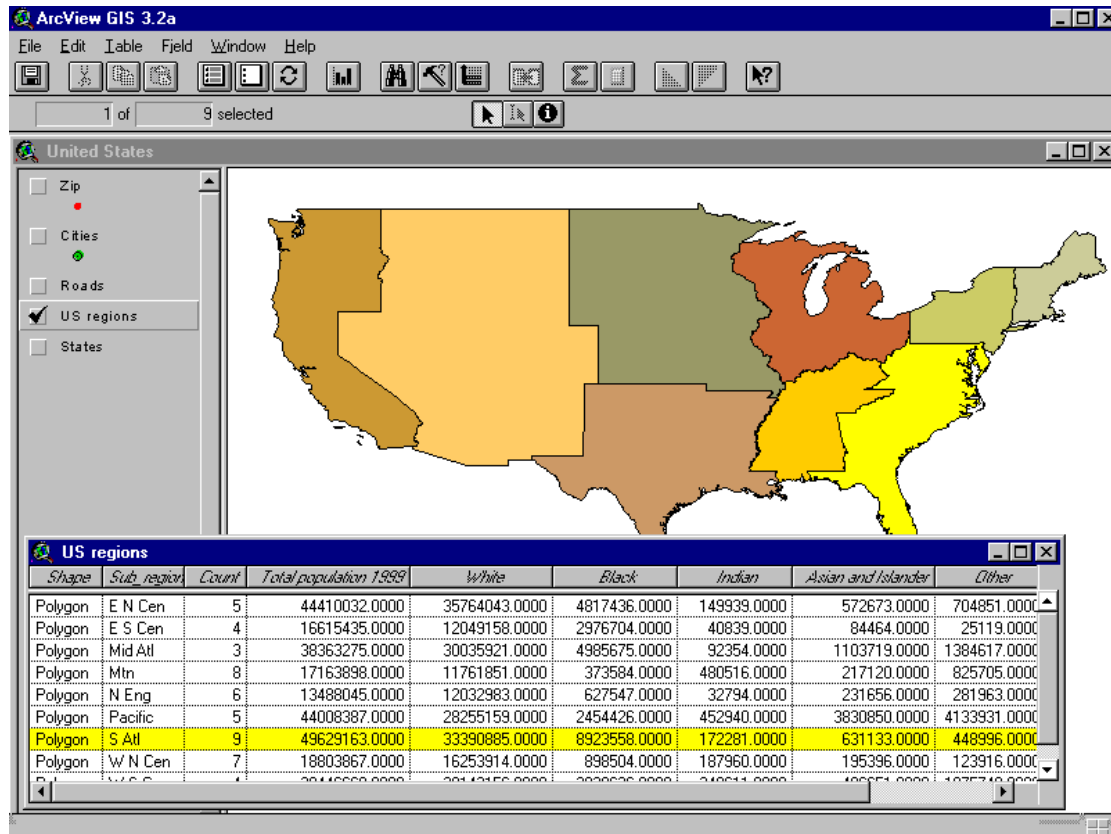 ArcView GIS 3.2a
File Edit Table Field Window Help
1 of 9 selected
United States
Zip
Cities
Roads
US regions
States
US regions
Shape Sub_region Count Total population 1999 White Black Indian Asian and Islander Other
Polygon E N Cen 5 44410032.0000 35764043.0000 4817436.0000 149939.0000 572673.0000 704851.0000
Polygon E S Cen 4 16615435.0000 12049158.0000 2976704.0000 40839.0000 84464.0000 25119.0000
Polygon Mid Atl 3 38363275.0000 30035921.0000 4985675.0000 92354.0000 1103719.0000 1384617.0000
Polygon Mtn 8 17163898.0000 11761851.0000 373584.0000 480516.0000 217120.0000 825705.0000
Polygon N Eng 6 13488045.0000 12032983.0000 627547.0000 32794.0000 231656.0000 281963.0000
Polygon Pacific 5 44008387.0000 28255159.0000 2454426.0000 452940.0000 3830850.0000 4133931.0000
Polygon S Atl 9 49629163.0000 33390885.0000 8923558.0000 172281.0000 631133.0000 448996.0000
Polygon W N Cen 7 18803867.0000 16253914.0000 898504.0000 187960.0000 195396.0000 123916.0000